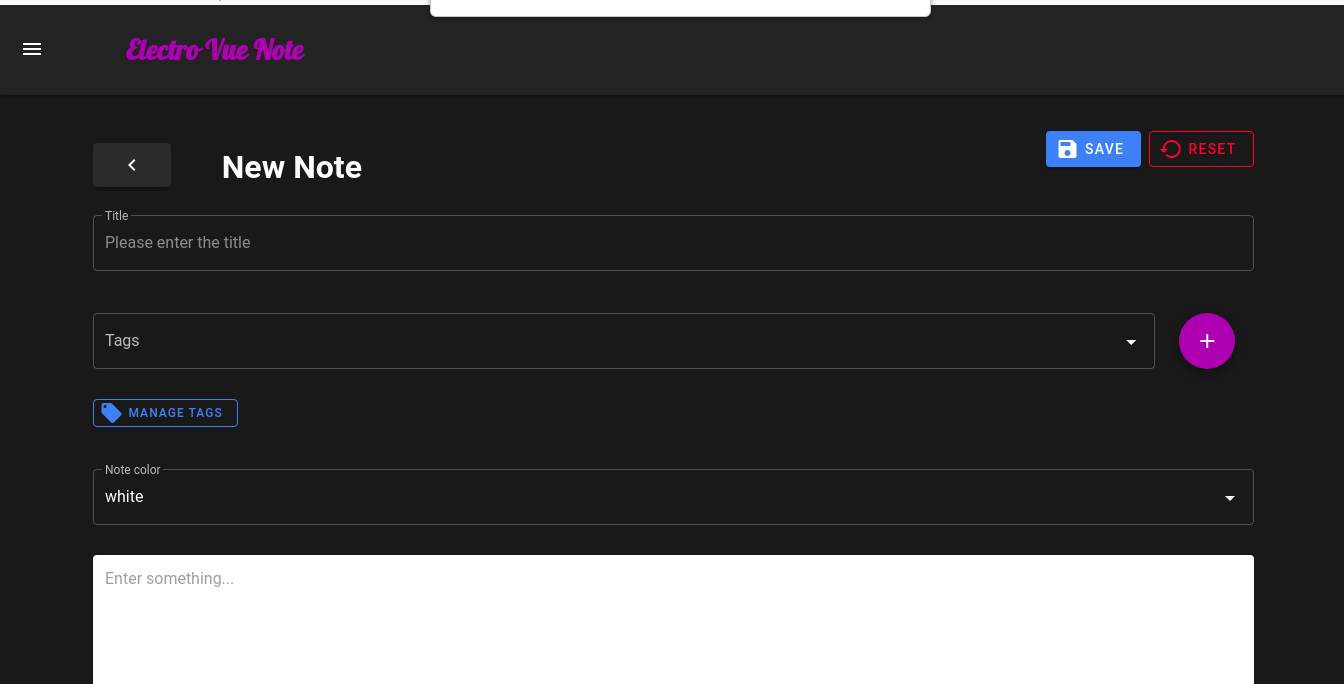 Electro Vue Note
New Note
SAVE
RESET
Title
Please enter the title
Tags
MANAGE TAGS
Note color
white
Enter something...